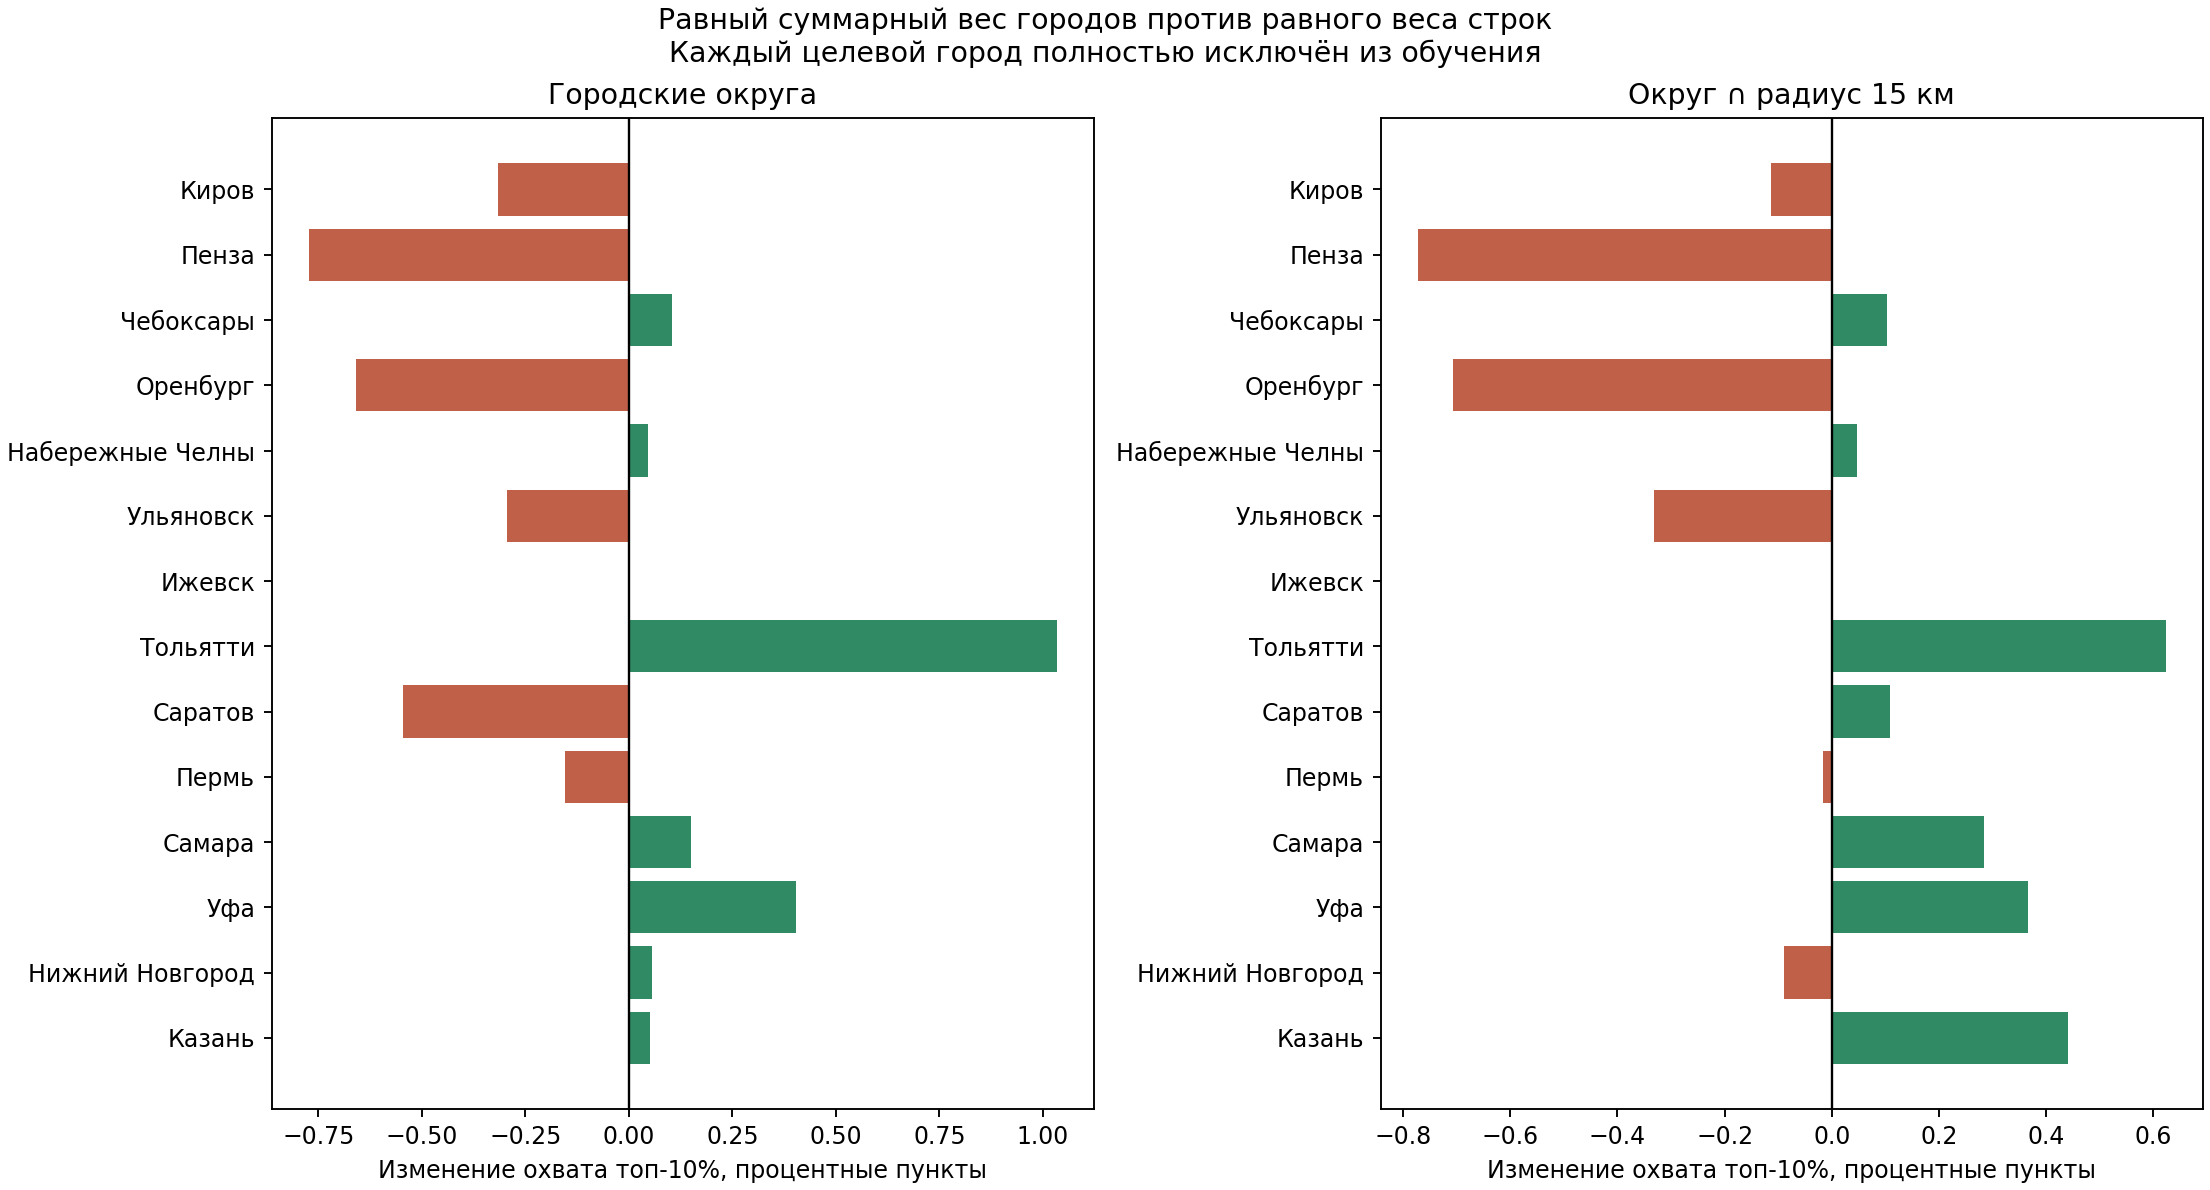 Равный суммарный вес городов против равного веса строк
Каждый целевой город полностью исключён из обучения
Городские округа
Киров
Пенза
Чебоксары
Оренбург
Набережные Челны
Ульяновск
Ижевск
Тольятти
Саратов
Пермь
Самара
Уфа
Нижний Новгород
Казань
−0.75 −0.50 −0.25 0.00 0.25 0.50 0.75 1.00
Изменение охвата топ-10%, процентные пункты
Округ ∩ радиус 15 км
Киров
Пенза
Чебоксары
Оренбург
Набережные Челны
Ульяновск
Ижевск
Тольятти
Саратов
Пермь
Самара
Уфа
Нижний Новгород
Казань
−0.8 −0.6 −0.4 −0.2 0.0 0.2 0.4 0.6
Изменение охвата топ-10%, процентные пункты